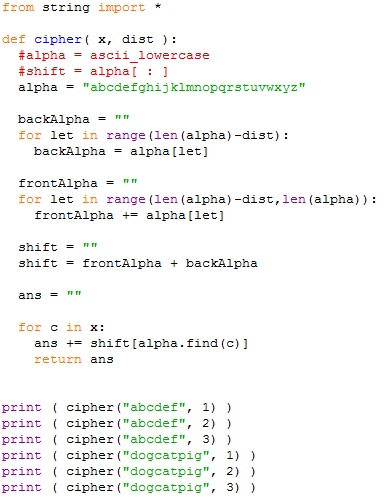 from string import *
def cipher( x, dist ):
  #alpha = ascii_lowercase
  #shift = alpha[ : ]
  alpha = "abcdefghijklmnopqrstuvwxyz"
  backAlpha = ""
  for let in range(len(alpha)-dist):
    backAlpha = alpha[let]
  frontAlpha = ""
  for let in range(len(alpha)-dist,len(alpha)):
    frontAlpha += alpha[let]
  shift = ""
  shift = frontAlpha + backAlpha
  ans = ""
  for c in x:
    ans += shift[alpha.find(c)]
    return ans
print ( cipher("abcdef", 1) )
print ( cipher("abcdef", 2) )
print ( cipher("abcdef", 3) )
print ( cipher("dogcatpig", 1) )
print ( cipher("dogcatpig", 2) )
print ( cipher("dogcatpig", 3) )